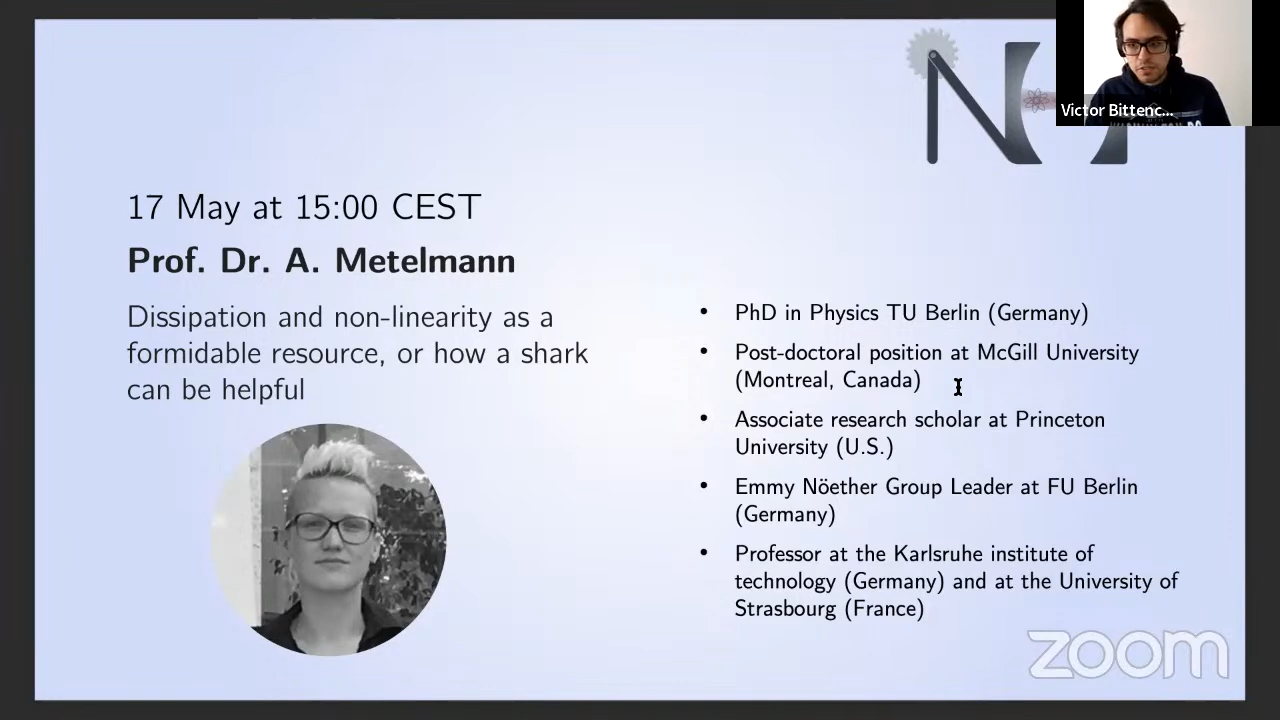 Victor Bittenc...
17 May at 15:00 CEST
Prof. Dr. A. Metelmann
Dissipation and non-linearity as a
formidable resource, or how a shark
can be helpful
• PhD in Physics TU Berlin (Germany)
• Post-doctoral position at McGill University
(Montreal, Canada)
• Associate research scholar at Princeton
University (U.S.)
• Emmy Nöether Group Leader at FU Berlin
(Germany)
• Professor at the Karlsruhe institute of
technology (Germany) and at the University of
Strasbourg (France)
zoom